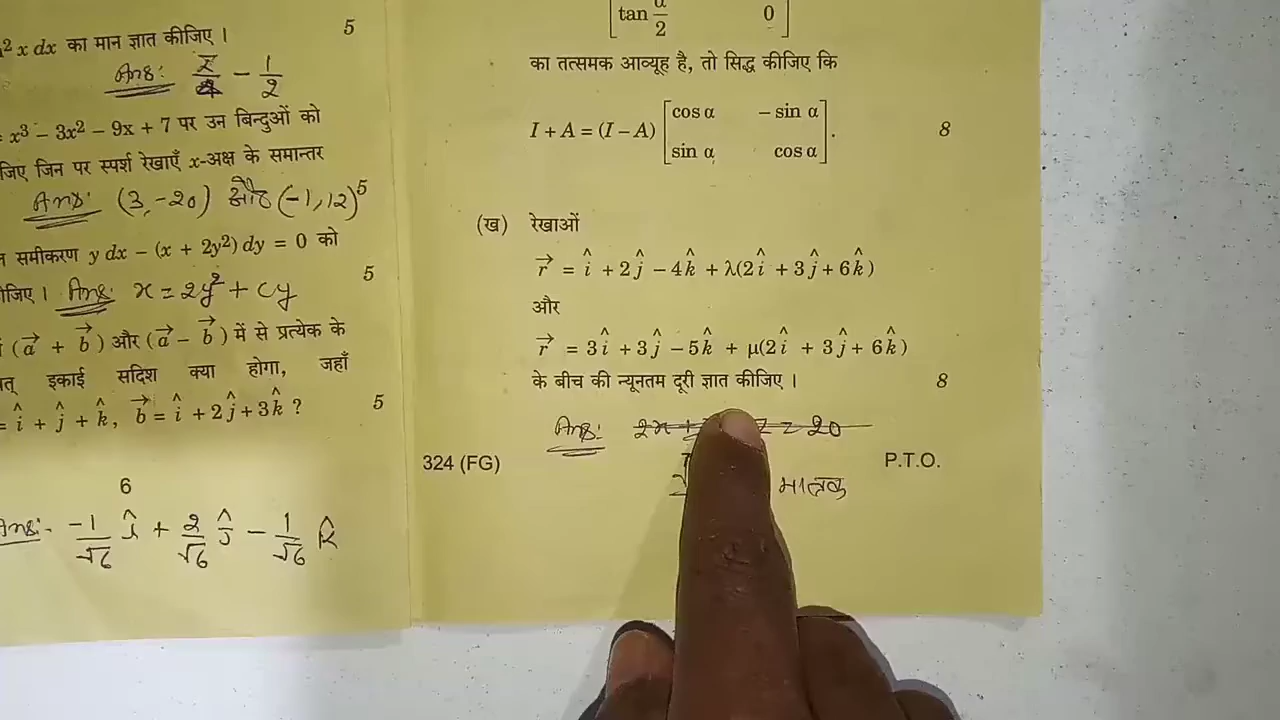 x dx का मान ज्ञात कीजिए । 5
Ans: π/4 − 1/2
= x³ − 3x² − 9x + 7 पर उन बिन्दुओं को
जिए जिन पर स्पर्श रेखाएँ x-अक्ष के समान्तर
Ans: (3, -20) और (-1, 12) 5
समीकरण y dx − (x + 2y²) dy = 0 को
जिए । Ans: x = 2y² + cy 5
(a⃗ + b⃗) और (a⃗ − b⃗) में से प्रत्येक के
इकाई सदिश क्या होगा, जहाँ
= î + ĵ + k̂, b⃗ = î + 2ĵ + 3k̂ ? 5
6
Ans:- -1/√6 î + 2/√6 ĵ − 1/√6 k̂
[tan α/2 0]
का तत्समक आव्यूह है, तो सिद्ध कीजिए कि
I + A = (I − A) [cos α − sin α
sin α cos α]. 8
(ख) रेखाओं
r⃗ = î + 2ĵ − 4k̂ + λ(2î + 3ĵ + 6k̂)
और
r⃗ = 3î + 3ĵ − 5k̂ + μ(2î + 3ĵ + 6k̂)
के बीच की न्यूनतम दूरी ज्ञात कीजिए । 8
Ans: 2x + z = 20
मात्रक
324 (FG) P.T.O.